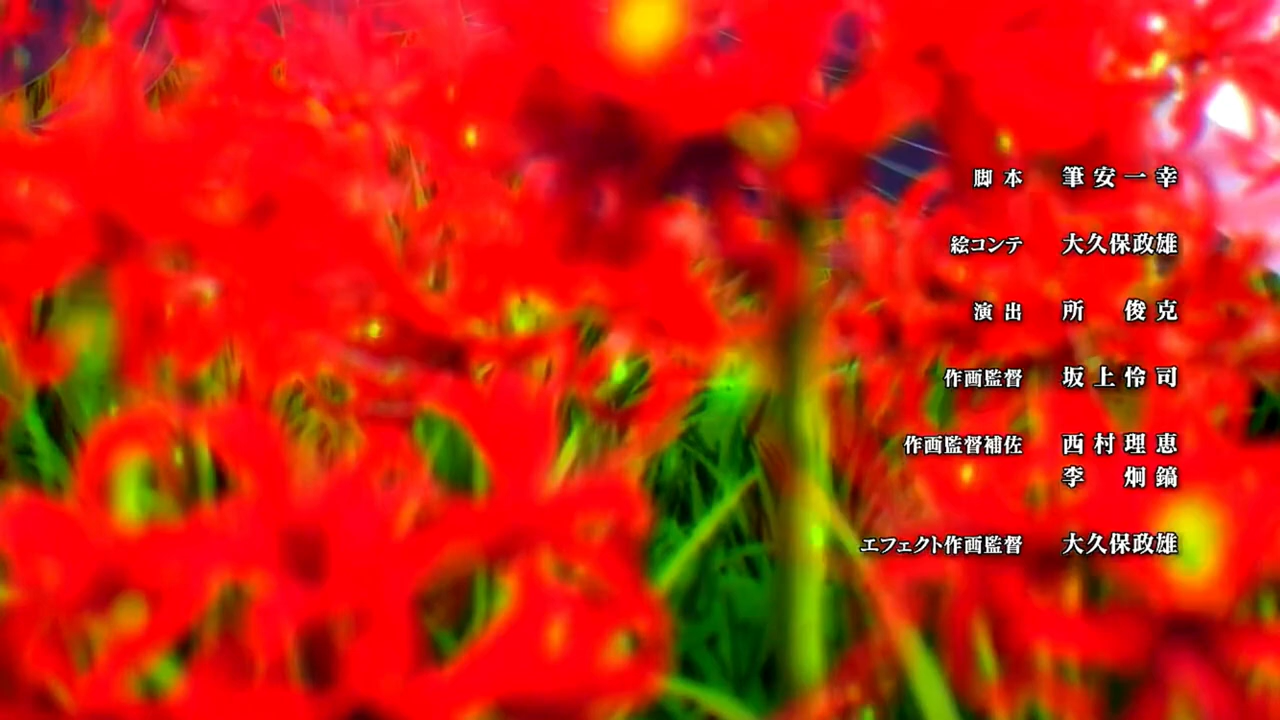 脚本 筆安一幸
絵コンテ 大久保政雄
演出 所 俊克
作画監督 坂上怜司
作画監督補佐 西村理恵
李 炯鎬
エフェクト作画監督 大久保政雄